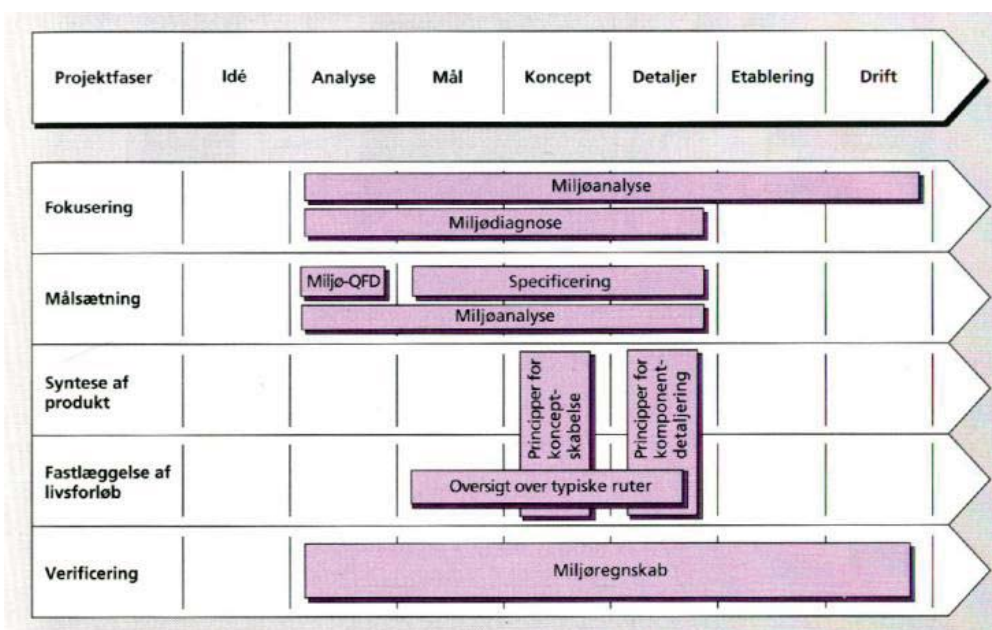 Projektfaser Idé Analyse Mål Koncept Detaljer Etablering Drift
Fokusering
Miljøanalyse
Miljødiagnose
Målsætning
Miljø-QFD
Specificering
Miljøanalyse
Syntese af
produkt
Principper for
koncept-
skabelse
Principper for
komponent-
detaljering
Fastlæggelse af
livsforløb
Oversigt over typiske ruter
Verificering
Miljøregnskab